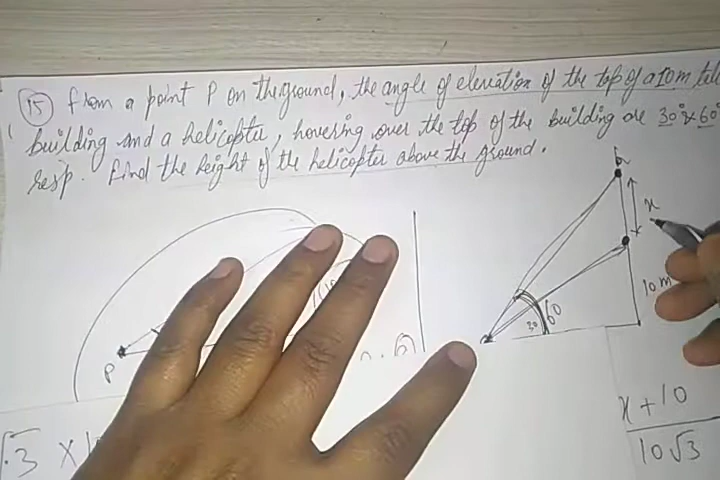 15 from a point P on the ground, the angle of elevation of the top of a 10m tall
building and a helicopter, hovering over the top of the building are 30° & 60°
resp. find the height of the helicopter above the ground.
h
x
10 m
60
30
P
x+10
10√3
√3 x